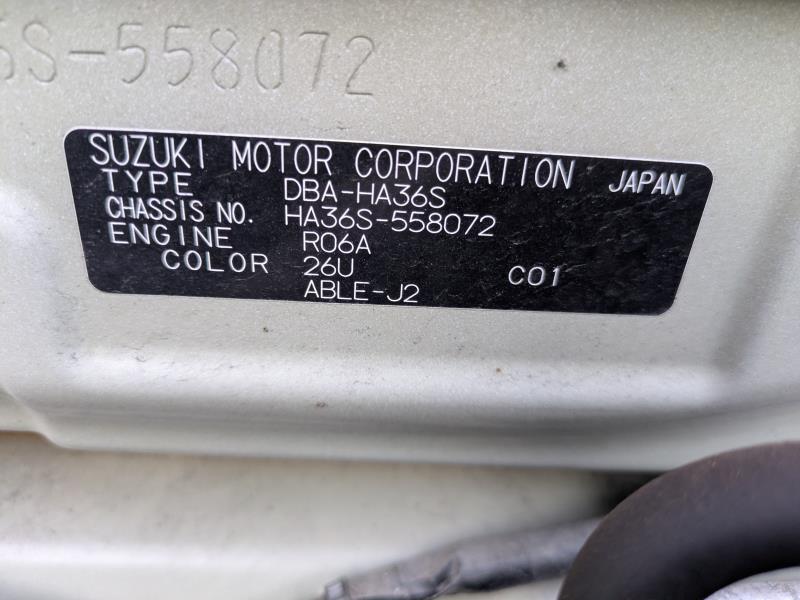 6S-558072
SUZUKI MOTOR CORPORATION JAPAN
TYPE DBA-HA36S
CHASSIS NO. HA36S-558072
ENGINE R06A
COLOR 26U C01
ABLE-J2